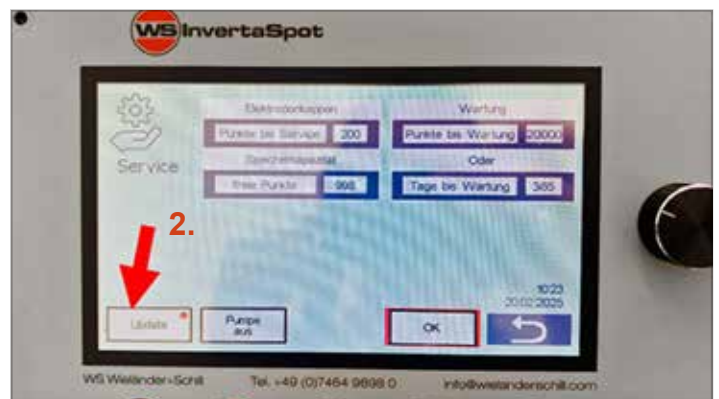 WS InvertaSpot
Elektrodenkappen
Punkte bis Service 200
Speicherkapazität
freie Punkte 998
Wartung
Punkte bis Wartung 20000
Oder
Tage bis Wartung 365
Service
2.
10:23
20.02.2025
Update
Pumpe
aus
OK
WS Wieländer+Schill Tel. +49 (0)7464 9898 0 info@wielanderschill.com